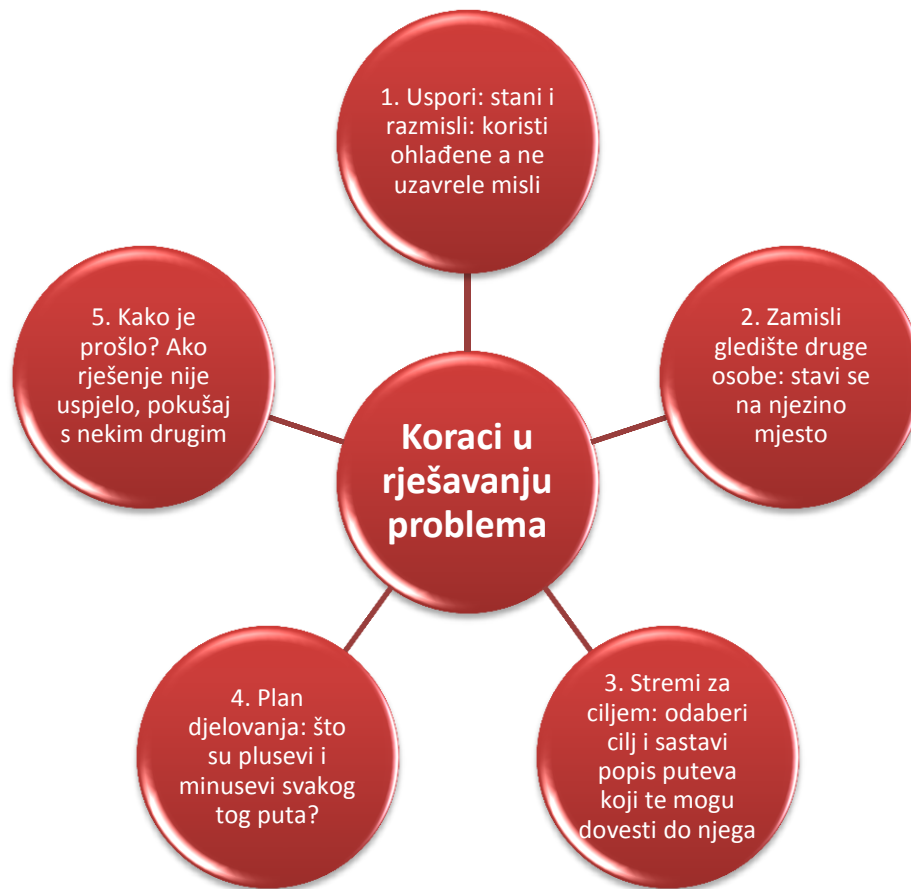 1. Uspori: stani i
razmisli: koristi
ohlađene a ne
uzavrele misli
2. Zamisli
gledište druge
osobe: stavi se
na njezino
mjesto
3. Stremi za
ciljem: odaberi
cilj i sastavi
popis puteva
koji te mogu
dovesti do njega
4. Plan
djelovanja: što
su plusevi i
minusevi svakog
tog puta?
5. Kako je
prošlo? Ako
rješenje nije
uspjelo, pokušaj
s nekim drugim
Koraci u
rješavanju
problema